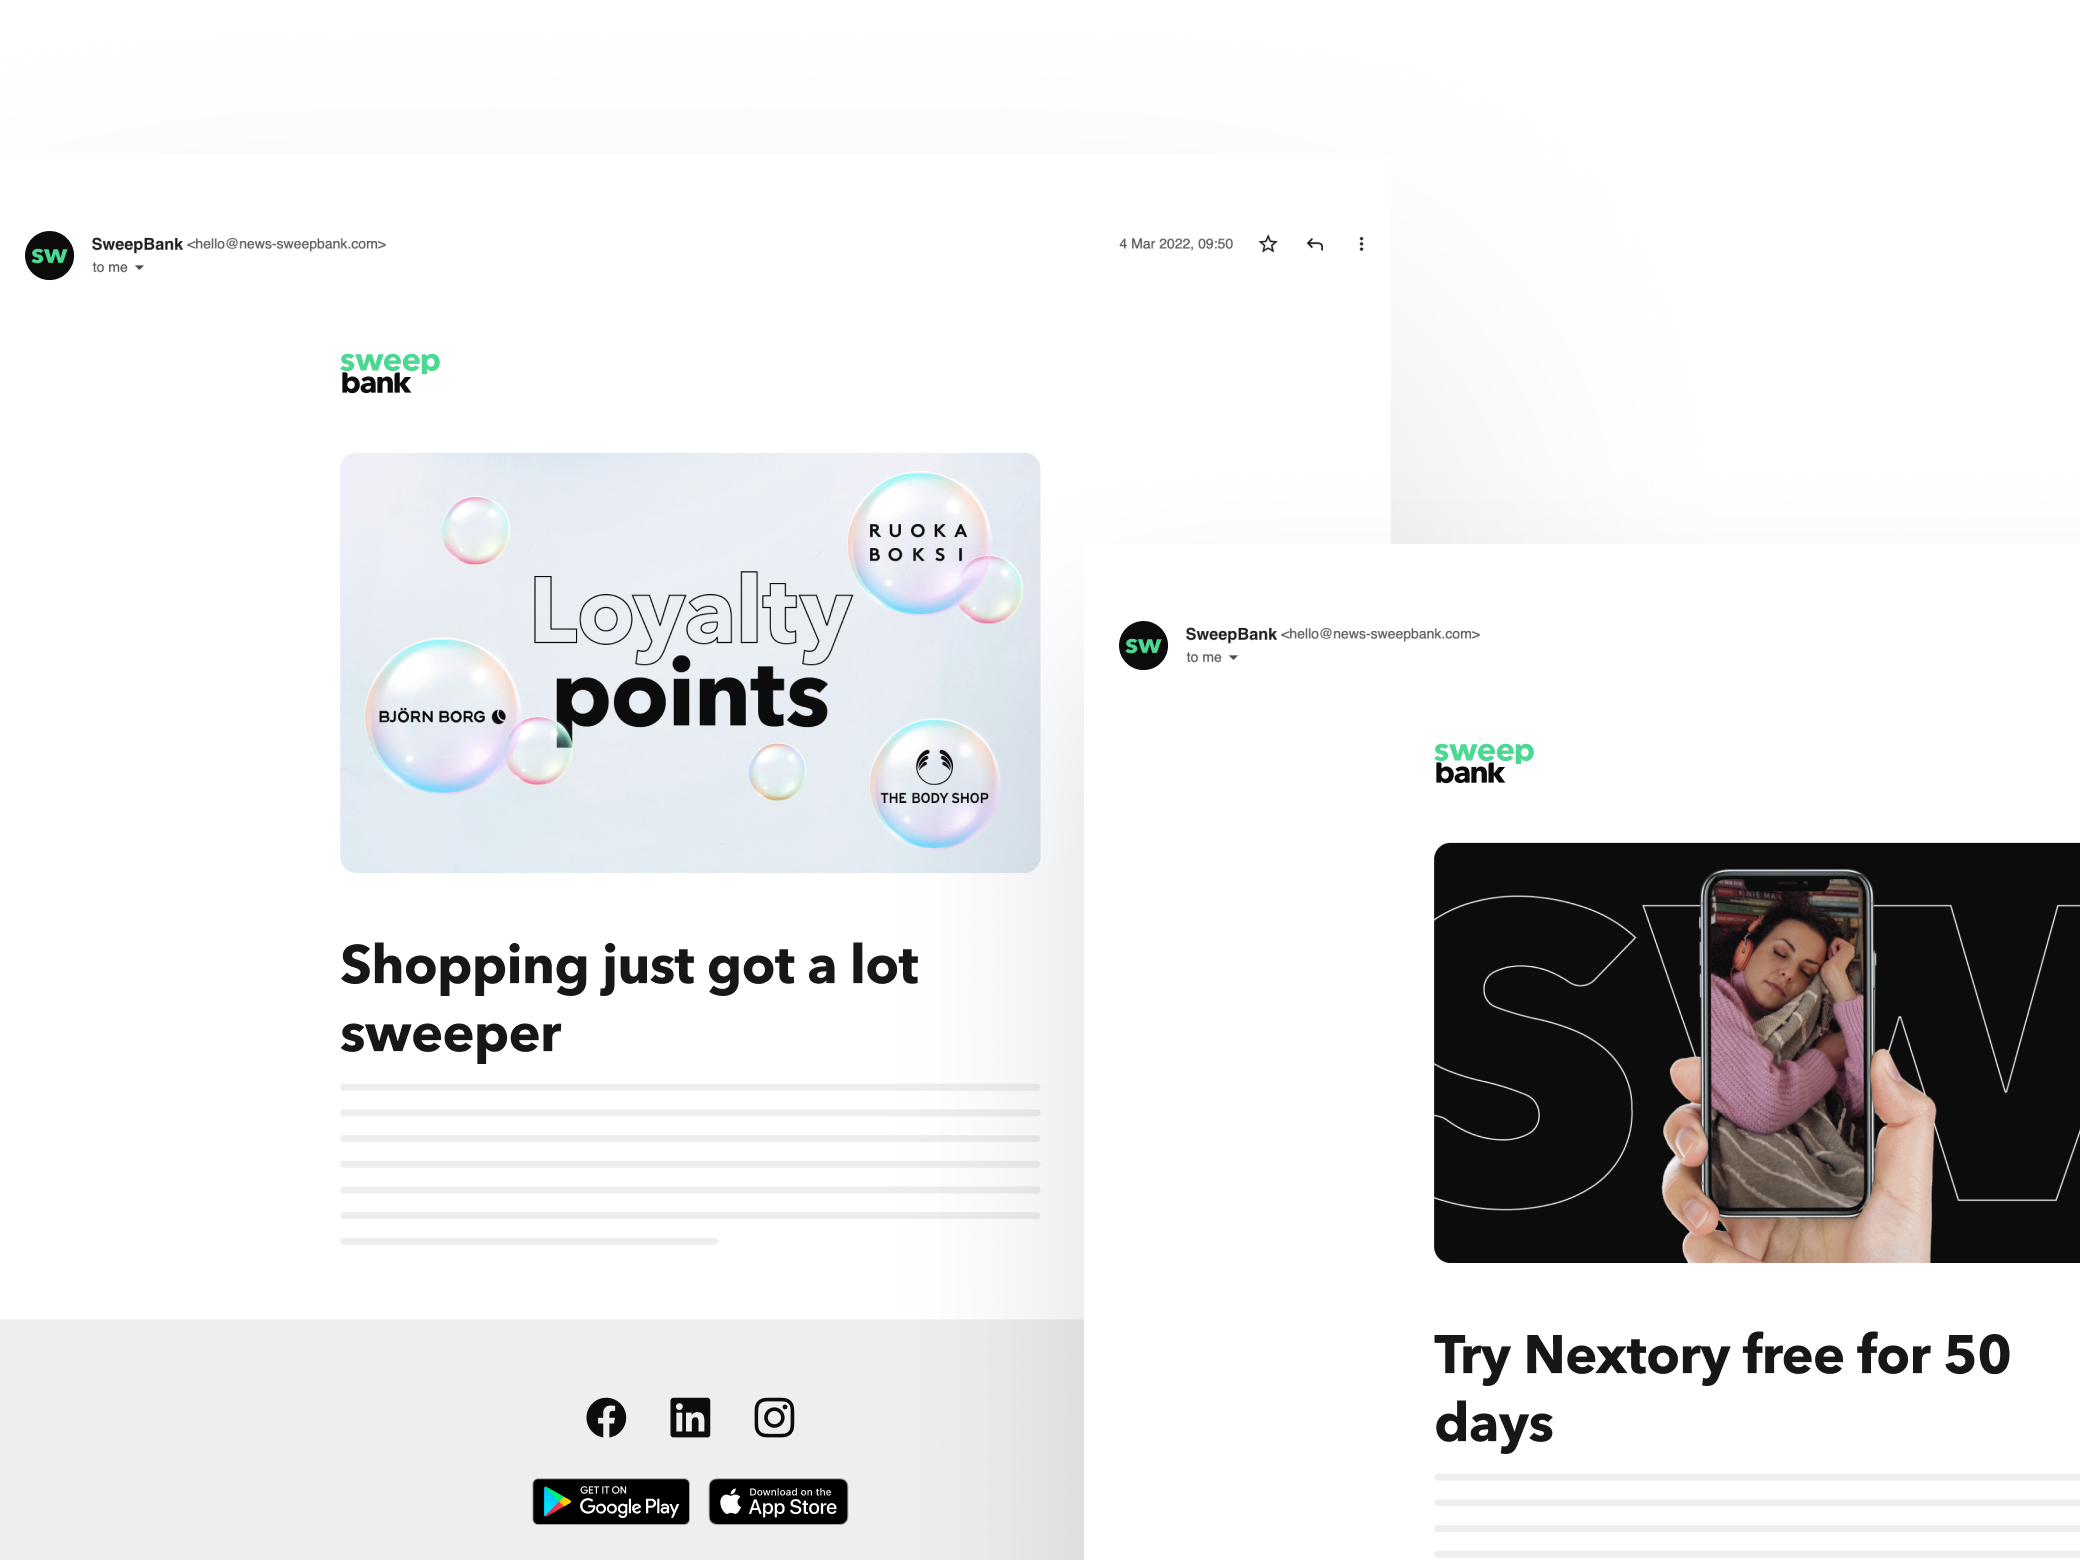 sw
SweepBank <hello@news-sweepbank.com>
to me
4 Mar 2022, 09:50
sweep
bank
RUOKA
BOKSI
Loyalty
points
BJÖRN BORG
THE BODY SHOP
Shopping just got a lot
sweeper
GET IT ON
Google Play
Download on the
App Store
sw
SweepBank <hello@news-sweepbank.com>
to me
sweep
bank
SW
Try Nextory free for 50
days